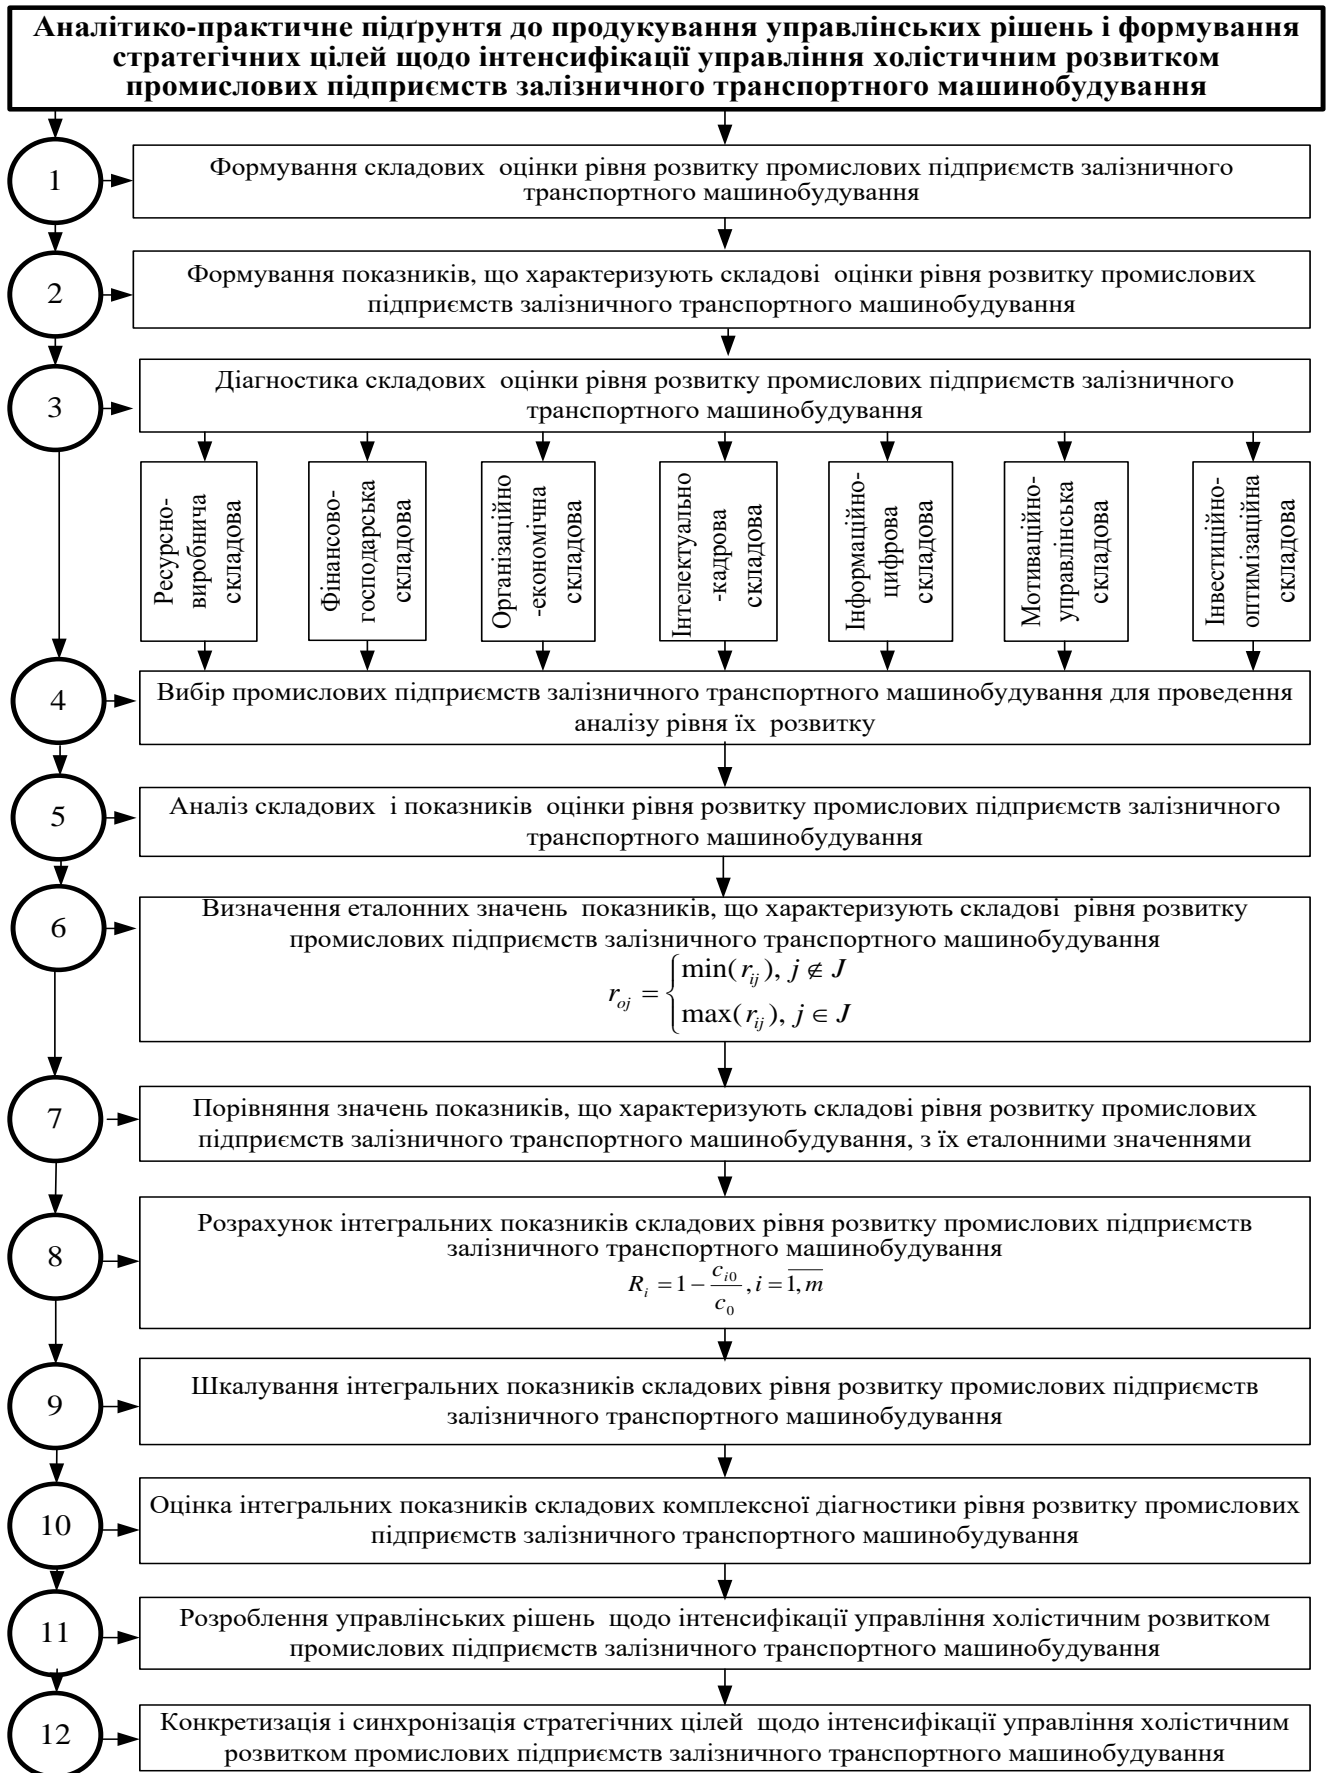 Аналітико-практичне підґрунтя до продукування управлінських рішень і формування
стратегічних цілей щодо інтенсифікації управління холістичним розвитком
промислових підприємств залізничного транспортного машинобудування
1
Формування складових оцінки рівня розвитку промислових підприємств залізничного
транспортного машинобудування
2
Формування показників, що характеризують складові оцінки рівня розвитку промислових
підприємств залізничного транспортного машинобудування
3
Діагностика складових оцінки рівня розвитку промислових підприємств залізничного
транспортного машинобудування
Ресурсно-
виробнича
складова
Фінансово-
господарська
складова
Організаційно
-економічна
складова
Інтелектуально
-кадрова
складова
Інформаційно-
цифрова
складова
Мотиваційно-
управлінська
складова
Інвестиційно-
оптимізаційна
складова
4
Вибір промислових підприємств залізничного транспортного машинобудування для проведення
аналізу рівня їх розвитку
5
Аналіз складових і показників оцінки рівня розвитку промислових підприємств залізничного
транспортного машинобудування
6
Визначення еталонних значень показників, що характеризують складові рівня розвитку
промислових підприємств залізничного транспортного машинобудування
r_{oj} = { min(r_{ij}), j ∉ J
max(r_{ij}), j ∈ J
7
Порівняння значень показників, що характеризують складові рівня розвитку промислових
підприємств залізничного транспортного машинобудування, з їх еталонними значеннями
8
Розрахунок інтегральних показників складових рівня розвитку промислових підприємств
залізничного транспортного машинобудування
R_i = 1 − c_{i0}/c_0, i = \overline{1, m}
9
Шкалування інтегральних показників складових рівня розвитку промислових підприємств
залізничного транспортного машинобудування
10
Оцінка інтегральних показників складових комплексної діагностики рівня розвитку промислових
підприємств залізничного транспортного машинобудування
11
Розроблення управлінських рішень щодо інтенсифікації управління холістичним розвитком
промислових підприємств залізничного транспортного машинобудування
12
Конкретизація і синхронізація стратегічних цілей щодо інтенсифікації управління холістичним
розвитком промислових підприємств залізничного транспортного машинобудування